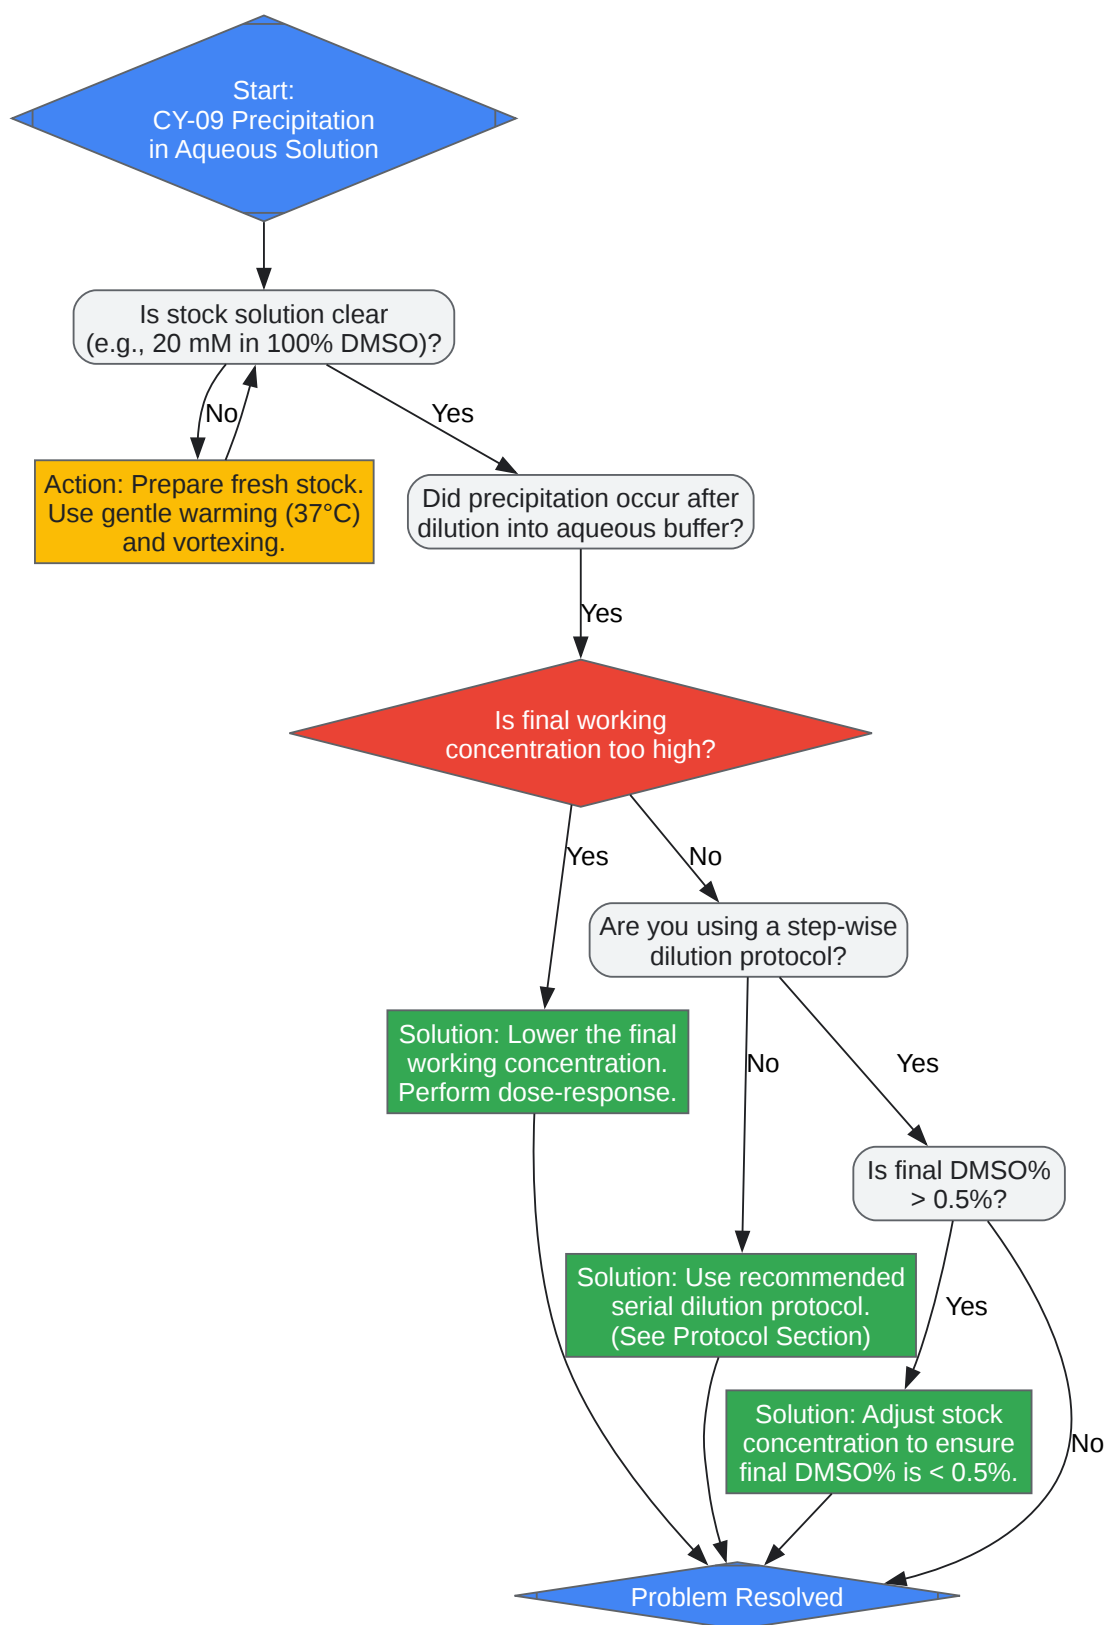 Start:
CY-09 Precipitation
in Aqueous Solution
Is stock solution clear
(e.g., 20 mM in 100% DMSO)?
No
Yes
Action: Prepare fresh stock.
Use gentle warming (37°C)
and vortexing.
Did precipitation occur after
dilution into aqueous buffer?
Yes
Is final working
concentration too high?
Yes
No
Are you using a step-wise
dilution protocol?
Solution: Lower the final
working concentration.
Perform dose-response.
No
Yes
Is final DMSO%
> 0.5%?
Solution: Use recommended
serial dilution protocol.
(See Protocol Section)
Yes
No
Solution: Adjust stock
concentration to ensure
final DMSO% is < 0.5%.
Problem Resolved